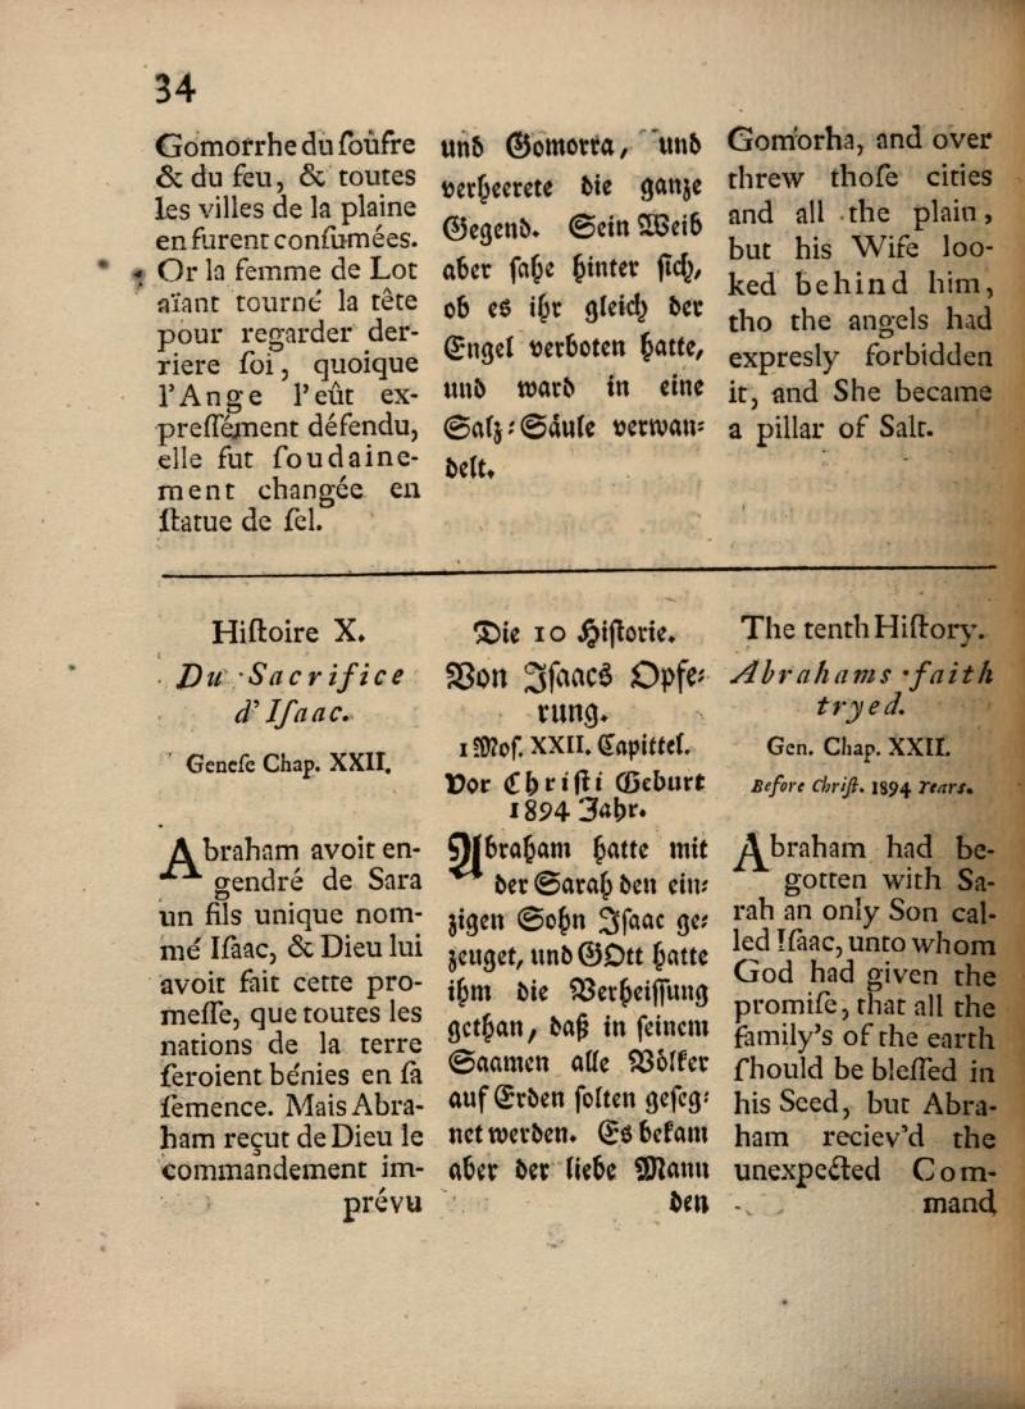 34
Gomorrhe du ſoûfre
& du feu, & toutes
les villes de la plaine
en furent conſumées.
Or la femme de Lot
aïant tourné la tête
pour regarder der-
riere ſoi, quoique
l'Ange l'eût ex-
preſſément défendu,
elle fut ſoudaine-
ment changée en
ſtatue de ſel.
und Gomorra, und
verheerete die ganze
Gegend. Sein Weib
aber ſahe hinter ſich,
ob es ihr gleich der
Engel verboten hatte,
und ward in eine
Salz-Säule verwan-
delt.
Gomorha, and over
threw thoſe cities
and all the plain,
but his Wife loo-
ked behind him,
tho the angels had
expresly forbidden
it, and She became
a pillar of Salt.
Hiſtoire X.
Du Sacrifice
d'Iſaac.
Geneſe Chap. XXII.
Abraham avoit en-
gendré de Sara
un fils unique nom-
mé Iſaac, & Dieu lui
avoit fait cette pro-
meſſe, que toutes les
nations de la terre
ſeroient bénies en ſa
ſemence. Mais Abra-
ham reçut de Dieu le
commandement im-
prévu
Die 10 Hiſtorie.
Von Iſaacs Opfe-
rung.
1 Moſ. XXII. Capittel.
Vor Chriſti Geburt
1894 Jahr.
Abraham hatte mit
der Sarah den ein-
zigen Sohn Iſaac ge-
zeuget, und GOtt hatte
ihm die Verheiſſung
gethan, daß in ſeinem
Saamen alle Völker
auf Erden ſolten geſeg-
net werden. Es bekam
aber der liebe Mann
den
The tenth Hiſtory.
Abrahams faith
tryed.
Gen. Chap. XXII.
Before Chriſt. 1894 Years.
Abraham had be-
gotten with Sa-
rah an only Son cal-
led Iſaac, unto whom
God had given the
promiſe, that all the
family's of the earth
ſhould be bleſſed in
his Seed, but Abra-
ham reciev'd the
unexpected Com-
mand